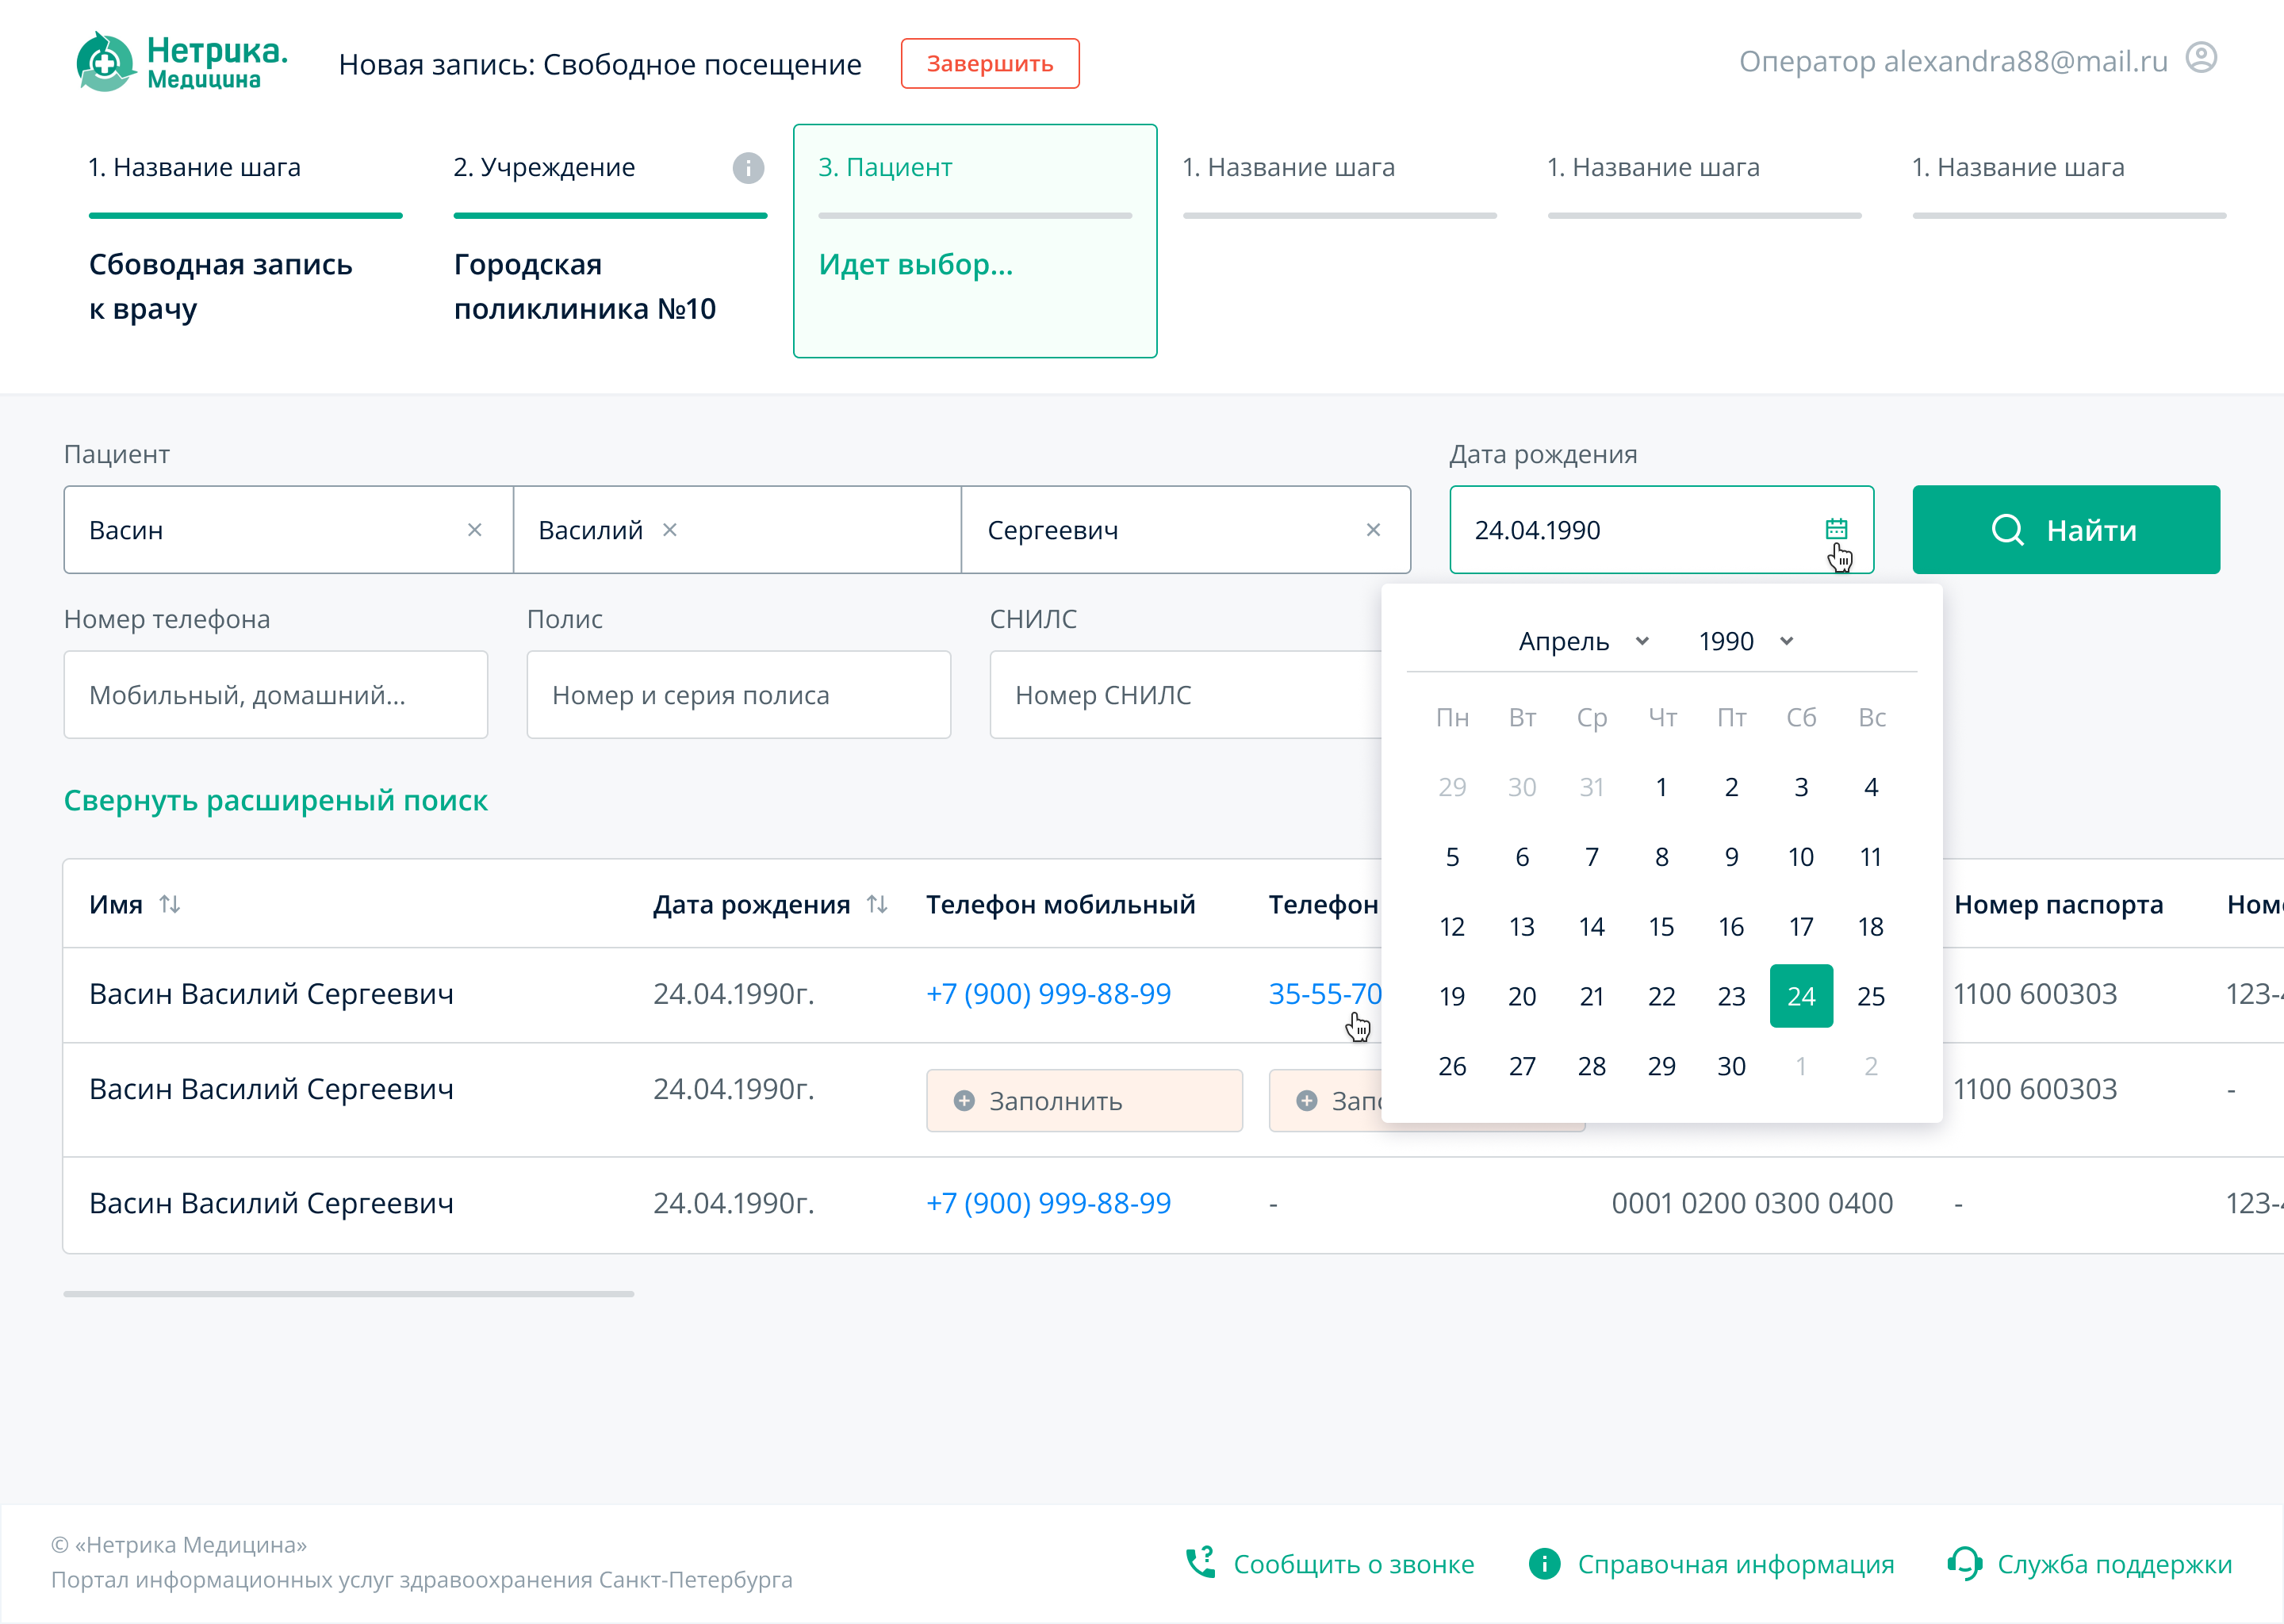 Нетрика.
Медицина
Новая запись: Свободное посещение
Завершить
Оператор alexandra88@mail.ru
1. Название шага
2. Учреждение
3. Пациент
1. Название шага
1. Название шага
1. Название шага
Сбоводная запись
к врачу
Городская
поликлиника №10
Идет выбор...
Пациент
Дата рождения
Васин
Василий
Сергеевич
24.04.1990
Найти
Номер телефона
Полис
СНИЛС
Мобильный, домашний...
Номер и серия полиса
Номер СНИЛС
Апрель 1990
Пн Вт Ср Чт Пт Сб Вс
29 30 31 1 2 3 4
5 6 7 8 9 10 11
12 13 14 15 16 17 18
19 20 21 22 23 24 25
26 27 28 29 30 1 2
Свернуть расширеный поиск
Имя Дата рождения Телефон мобильный Телефон Номер паспорта
Васин Василий Сергеевич 24.04.1990г. +7 (900) 999-88-99 35-55-70 1100 600303 123-
Васин Василий Сергеевич 24.04.1990г. Заполнить 1100 600303 -
Васин Василий Сергеевич 24.04.1990г. +7 (900) 999-88-99 - 0001 0200 0300 0400 - 123-
© «Нетрика Медицина»
Портал информационных услуг здравоохранения Санкт-Петербурга
Сообщить о звонке
Справочная информация
Служба поддержки